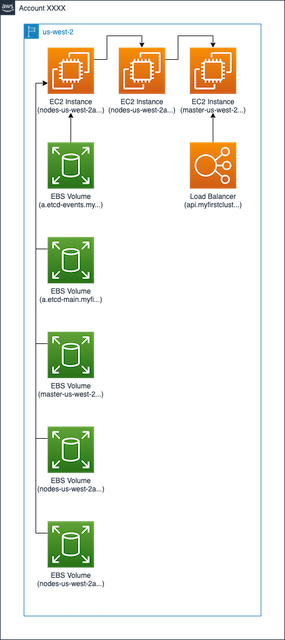 aws
Account XXXX
us-west-2
EC2 Instance
(nodes-us-west-2a...)
EC2 Instance
(nodes-us-west-2a...)
EC2 Instance
(master-us-west-2...)
EBS Volume
(a.etcd-events.my...)
Load Balancer
(api.myfirstclust...)
EBS Volume
(a.etcd-main.myfi...)
EBS Volume
(master-us-west-2...)
EBS Volume
(nodes-us-west-2a...)
EBS Volume
(nodes-us-west-2a...)